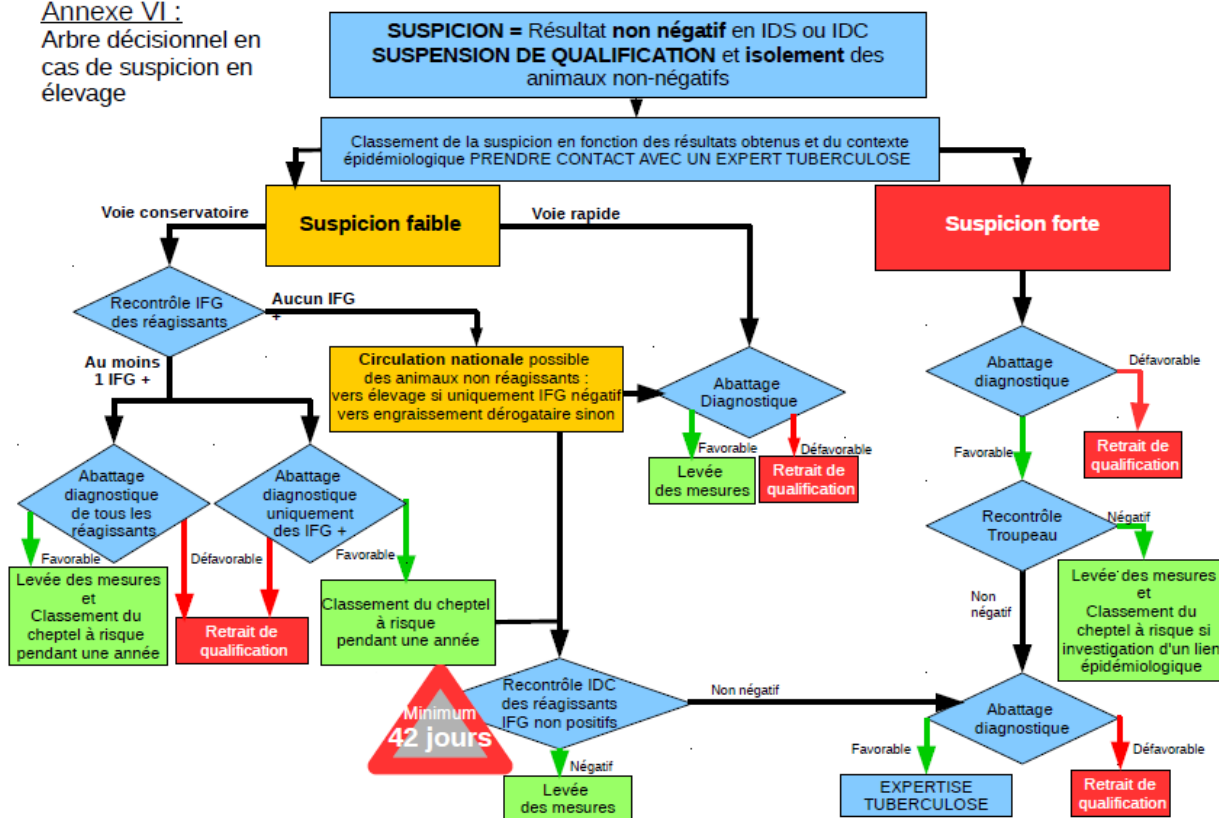 Annexe VI :
Arbre décisionnel en
cas de suspicion en
élevage
SUSPICION = Résultat non négatif en IDS ou IDC
SUSPENSION DE QUALIFICATION et isolement des
animaux non-négatifs
Classement de la suspicion en fonction des résultats obtenus et du contexte
épidémiologique PRENDRE CONTACT AVEC UN EXPERT TUBERCULOSE
Voie conservatoire
Suspicion faible
Voie rapide
Suspicion forte
Recontrôle IFG
des réagissants
Aucun IFG
+
Au moins
1 IFG +
Circulation nationale possible
des animaux non réagissants :
vers élevage si uniquement IFG négatif
vers engraissement dérogataire sinon
Abattage
Diagnostique
Favorable
Défavorable
Levée
des mesures
Retrait de
qualification
Abattage
diagnostique
Défavorable
Retrait de
qualification
Favorable
Abattage
diagnostique
de tous les
réagissants
Abattage
diagnostique
uniquement
des IFG +
Favorable
Défavorable
Favorable
Levée des mesures
et
Classement du
cheptel à risque
pendant une année
Retrait de
qualification
Classement du cheptel
à risque
pendant une année
Recontrôle
Troupeau
Négatif
Non
négatif
Levée des mesures
et
Classement du
cheptel à risque si
investigation d'un lien
épidémiologique
Minimum
42 jours
Recontrôle IDC
des réagissants
IFG non positifs
Non négatif
Négatif
Levée
des mesures
Abattage
diagnostique
Favorable
Défavorable
EXPERTISE
TUBERCULOSE
Retrait de
qualification